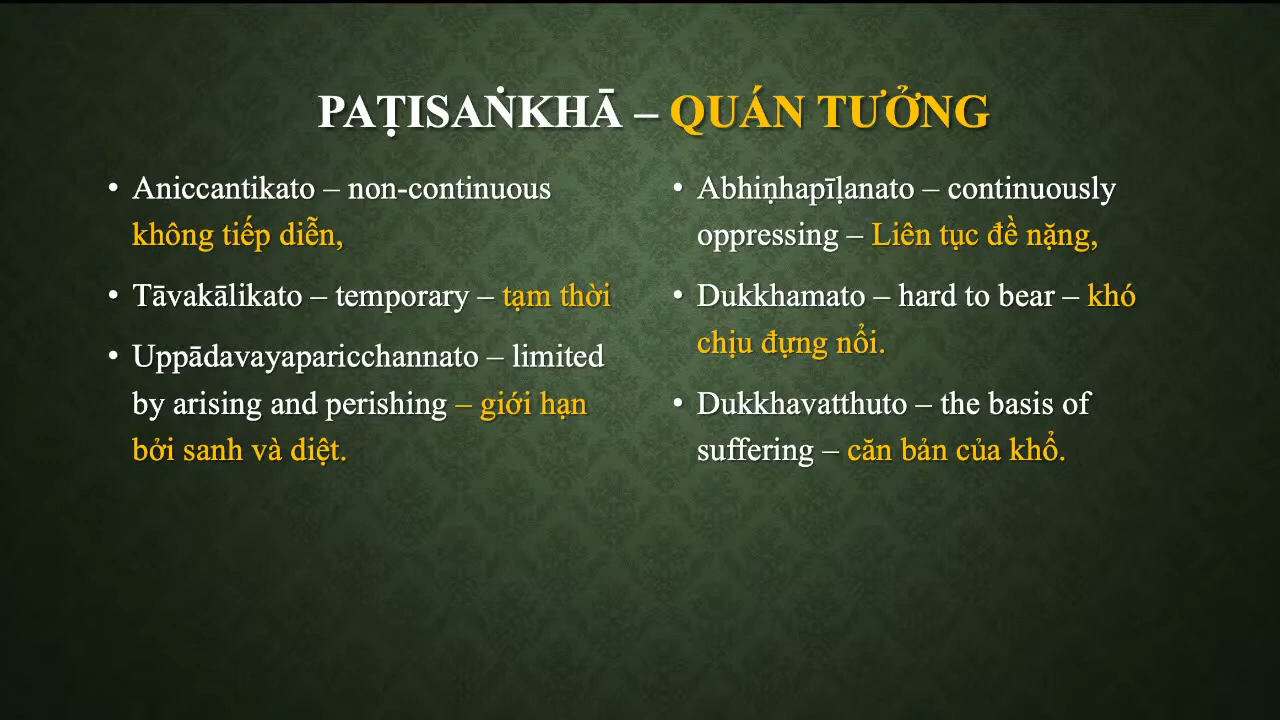 PAṬISAṄKHĀ – QUÁN TƯỞNG
• Aniccantikato – non-continuous
không tiếp diễn,
• Tāvakālikato – temporary – tạm thời
• Uppādavayaparicchannato – limited
by arising and perishing – giới hạn
bởi sanh và diệt.
• Abhiṇhapīḷanato – continuously
oppressing – Liên tục đề nặng,
• Dukkhamato – hard to bear – khó
chịu đựng nổi.
• Dukkhavatthuto – the basis of
suffering – căn bản của khổ.